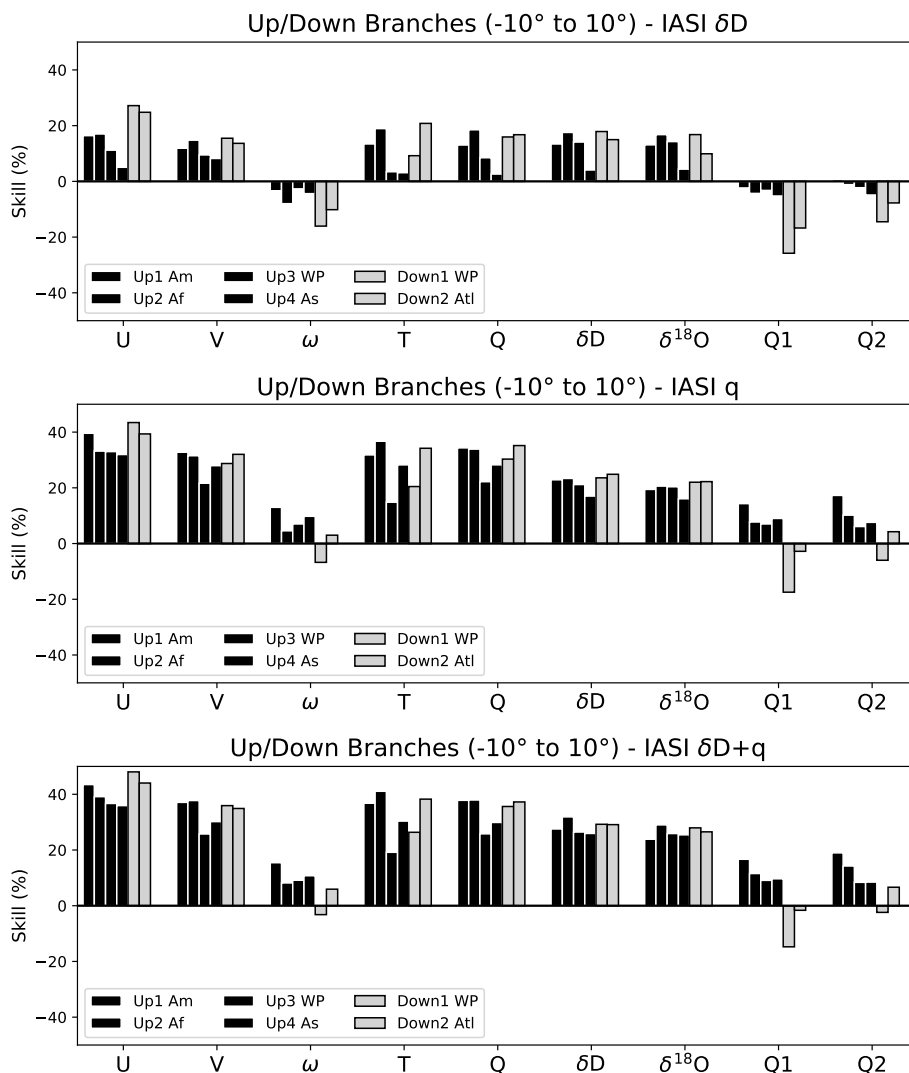 Up/Down Branches (-10° to 10°) - IASI δD
Skill (%)
40
20
0
−20
−40
Up1 Am Up3 WP Down1 WP
Up2 Af Up4 As Down2 Atl
U V ω T Q δD δ¹⁸O Q1 Q2
Up/Down Branches (-10° to 10°) - IASI q
Skill (%)
40
20
0
−20
−40
Up1 Am Up3 WP Down1 WP
Up2 Af Up4 As Down2 Atl
U V ω T Q δD δ¹⁸O Q1 Q2
Up/Down Branches (-10° to 10°) - IASI δD+q
Skill (%)
40
20
0
−20
−40
Up1 Am Up3 WP Down1 WP
Up2 Af Up4 As Down2 Atl
U V ω T Q δD δ¹⁸O Q1 Q2